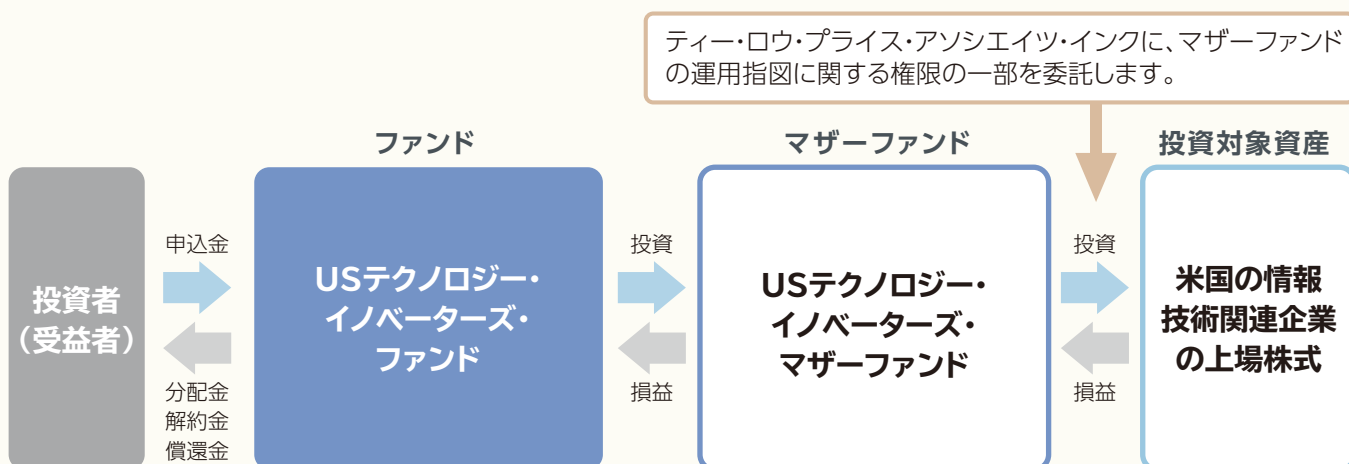 ティー・ロウ・プライス・アソシエイツ・インクに、マザーファンド
の運用指図に関する権限の一部を委託します。
ファンド
マザーファンド
投資対象資産
投資者
（受益者）
申込金
分配金
解約金
償還金
USテクノロジー・
イノベーターズ・
ファンド
投資
損益
USテクノロジー・
イノベーターズ・
マザーファンド
投資
損益
米国の情報
技術関連企業
の上場株式